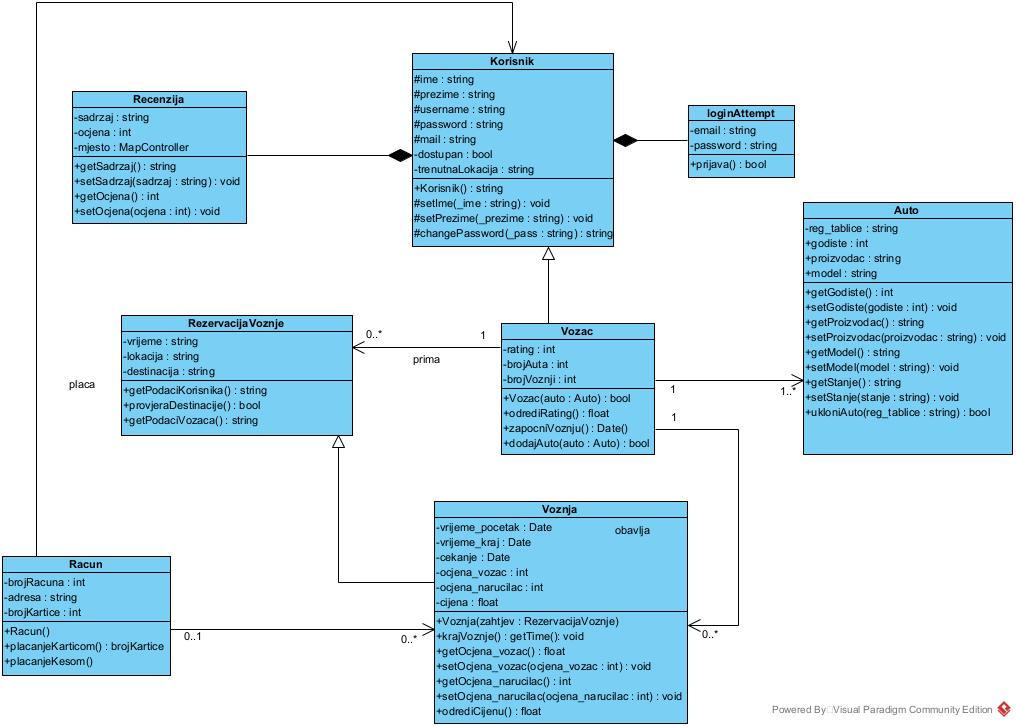 Korisnik
#ime : string
#prezime : string
#username : string
#password : string
#mail : string
-dostupan : bool
-trenutnaLokacija : string
+Korisnik() : string
#setIme(_ime : string) : void
#setPrezime(_prezime : string) : void
#changePassword(_pass : string) : string
Recenzija
-sadrzaj : string
-ocjena : int
-mjesto : MapController
+getSadrzaj() : string
+setSadrzaj(sadrzaj : string) : void
+getOcjena() : int
+setOcjena(ocjena : int) : void
loginAttempt
-email : string
-password : string
+prijava() : bool
Auto
-reg_tablice : string
+godiste : int
+proizvodac : string
+model : string
+getGodiste() : int
+setGodiste(godiste : int) : void
+getProizvodac() : string
+setProizvodac(proizvodac : string) : void
+getModel() : string
+setModel(model : string) : void
+getStanje() : string
+setStanje(stanje : string) : void
+ukloniAuto(reg_tablice : string) : bool
RezervacijaVoznje
-vrijeme : string
-lokacija : string
-destinacija : string
+getPodaciKorisnika() : string
+provjeraDestinacije() : bool
+getPodaciVozaca() : string
0..*
1
prima
Vozac
-rating : int
-brojAuta : int
-brojVoznji : int
+Vozac(auto : Auto) : bool
+odrediRating() : float
+zapocniVoznju() : Date()
+dodajAuto(auto : Auto) : bool
1
1..*
1
placa
Voznja
-vrijeme_pocetak : Date
-vrijeme_kraj : Date
-cekanje : Date
-ocjena_vozac : int
-ocjena_narucilac : int
-cijena : float
+Voznja(zahtjev : RezervacijaVoznje)
+krajVoznje() : getTime(): void
+getOcjena_vozac() : float
+setOcjena_vozac(ocjena_vozac : int) : void
+getOcjena_narucilac() : int
+setOcjena_narucilac(ocjena_narucilac : int) : void
+odrediCijenu() : float
obavlja
0..*
Racun
-brojRacuna : int
-adresa : string
-brojKartice : int
+Racun()
+placanjeKarticom() : brojKartice
+placanjeKesom()
0..1
0..*
Powered By Visual Paradigm Community Edition